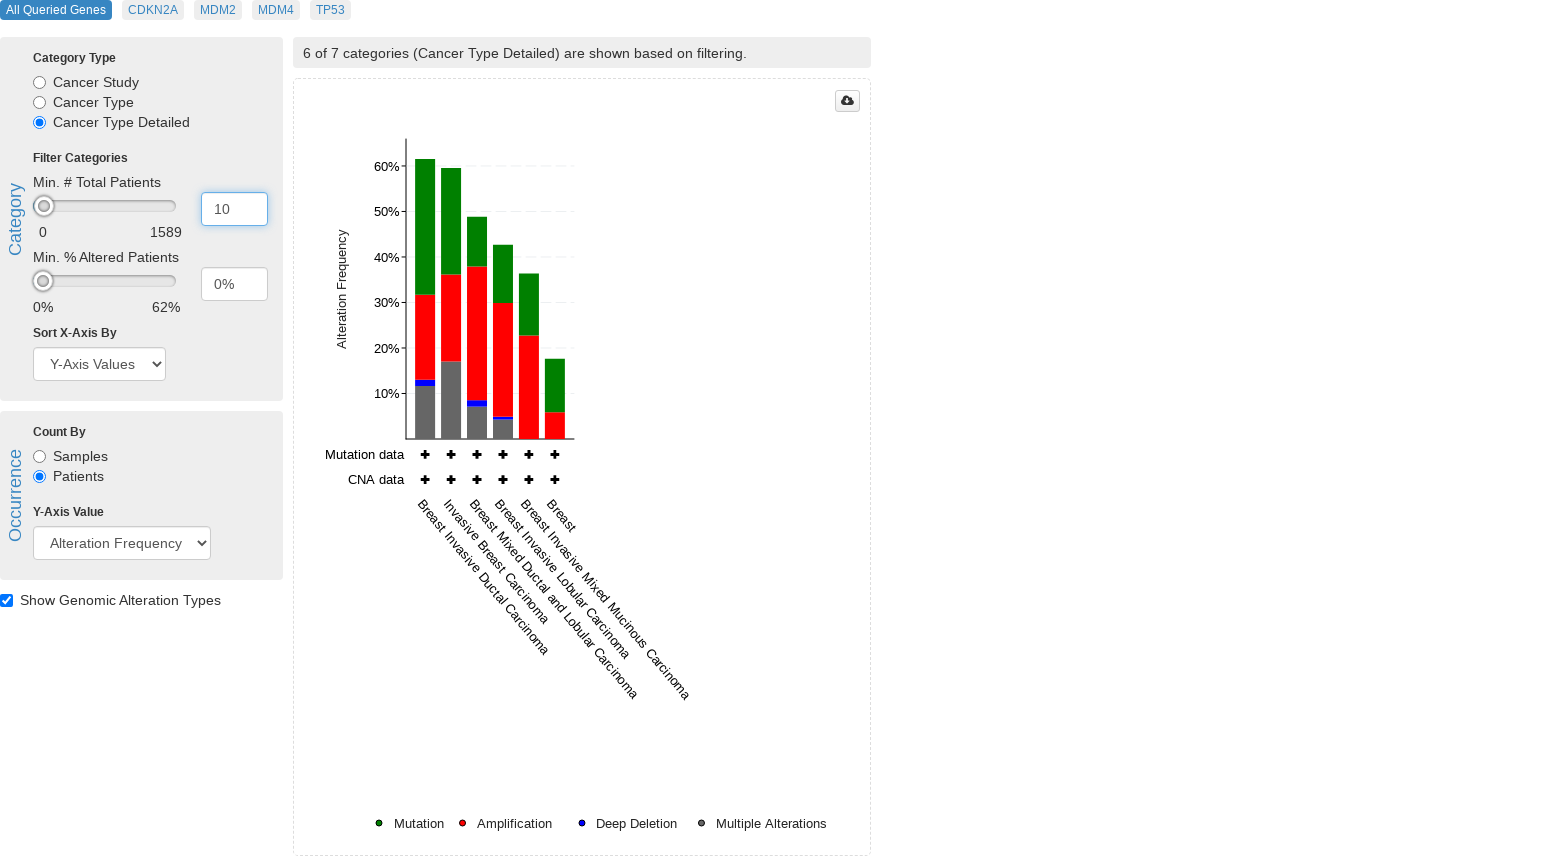 All Queried Genes CDKN2A MDM2 MDM4 TP53
Category
Category Type
Cancer Study
Cancer Type
Cancer Type Detailed
Filter Categories
Min. # Total Patients
10
0 1589
Min. % Altered Patients
0%
0% 62%
Sort X-Axis By
Y-Axis Values
Occurrence
Count By
Samples
Patients
Y-Axis Value
Alteration Frequency
Show Genomic Alteration Types
6 of 7 categories (Cancer Type Detailed) are shown based on filtering.
Alteration Frequency
60%
50%
40%
30%
20%
10%
Mutation data
CNA data
Breast Invasive Ductal Carcinoma
Invasive Breast Carcinoma
Breast Mixed Ductal and Lobular Carcinoma
Breast Invasive Lobular Carcinoma
Breast Invasive Mixed Mucinous Carcinoma
Breast
Mutation Amplification Deep Deletion Multiple Alterations